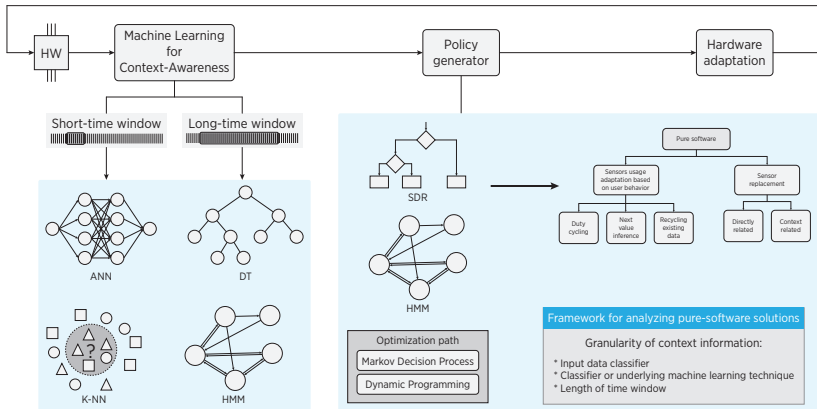 HW
Machine Learning
for
Context-Awareness
Policy
generator
Hardware
adaptation
Short-time window
Long-time window
ANN
DT
K-NN
?
HMM
SDR
HMM
Optimization path
Markov Decision Process
Dynamic Programming
Pure software
Sensors usage
adaptation based
on user behavior
Sensor
replacement
Duty
cycling
Next
value
inference
Recycling
existing
data
Directly
related
Context
related
Framework for analyzing pure-software solutions
Granularity of context information:
* Input data classifier
* Classifier or underlying machine learning technique
* Length of time window